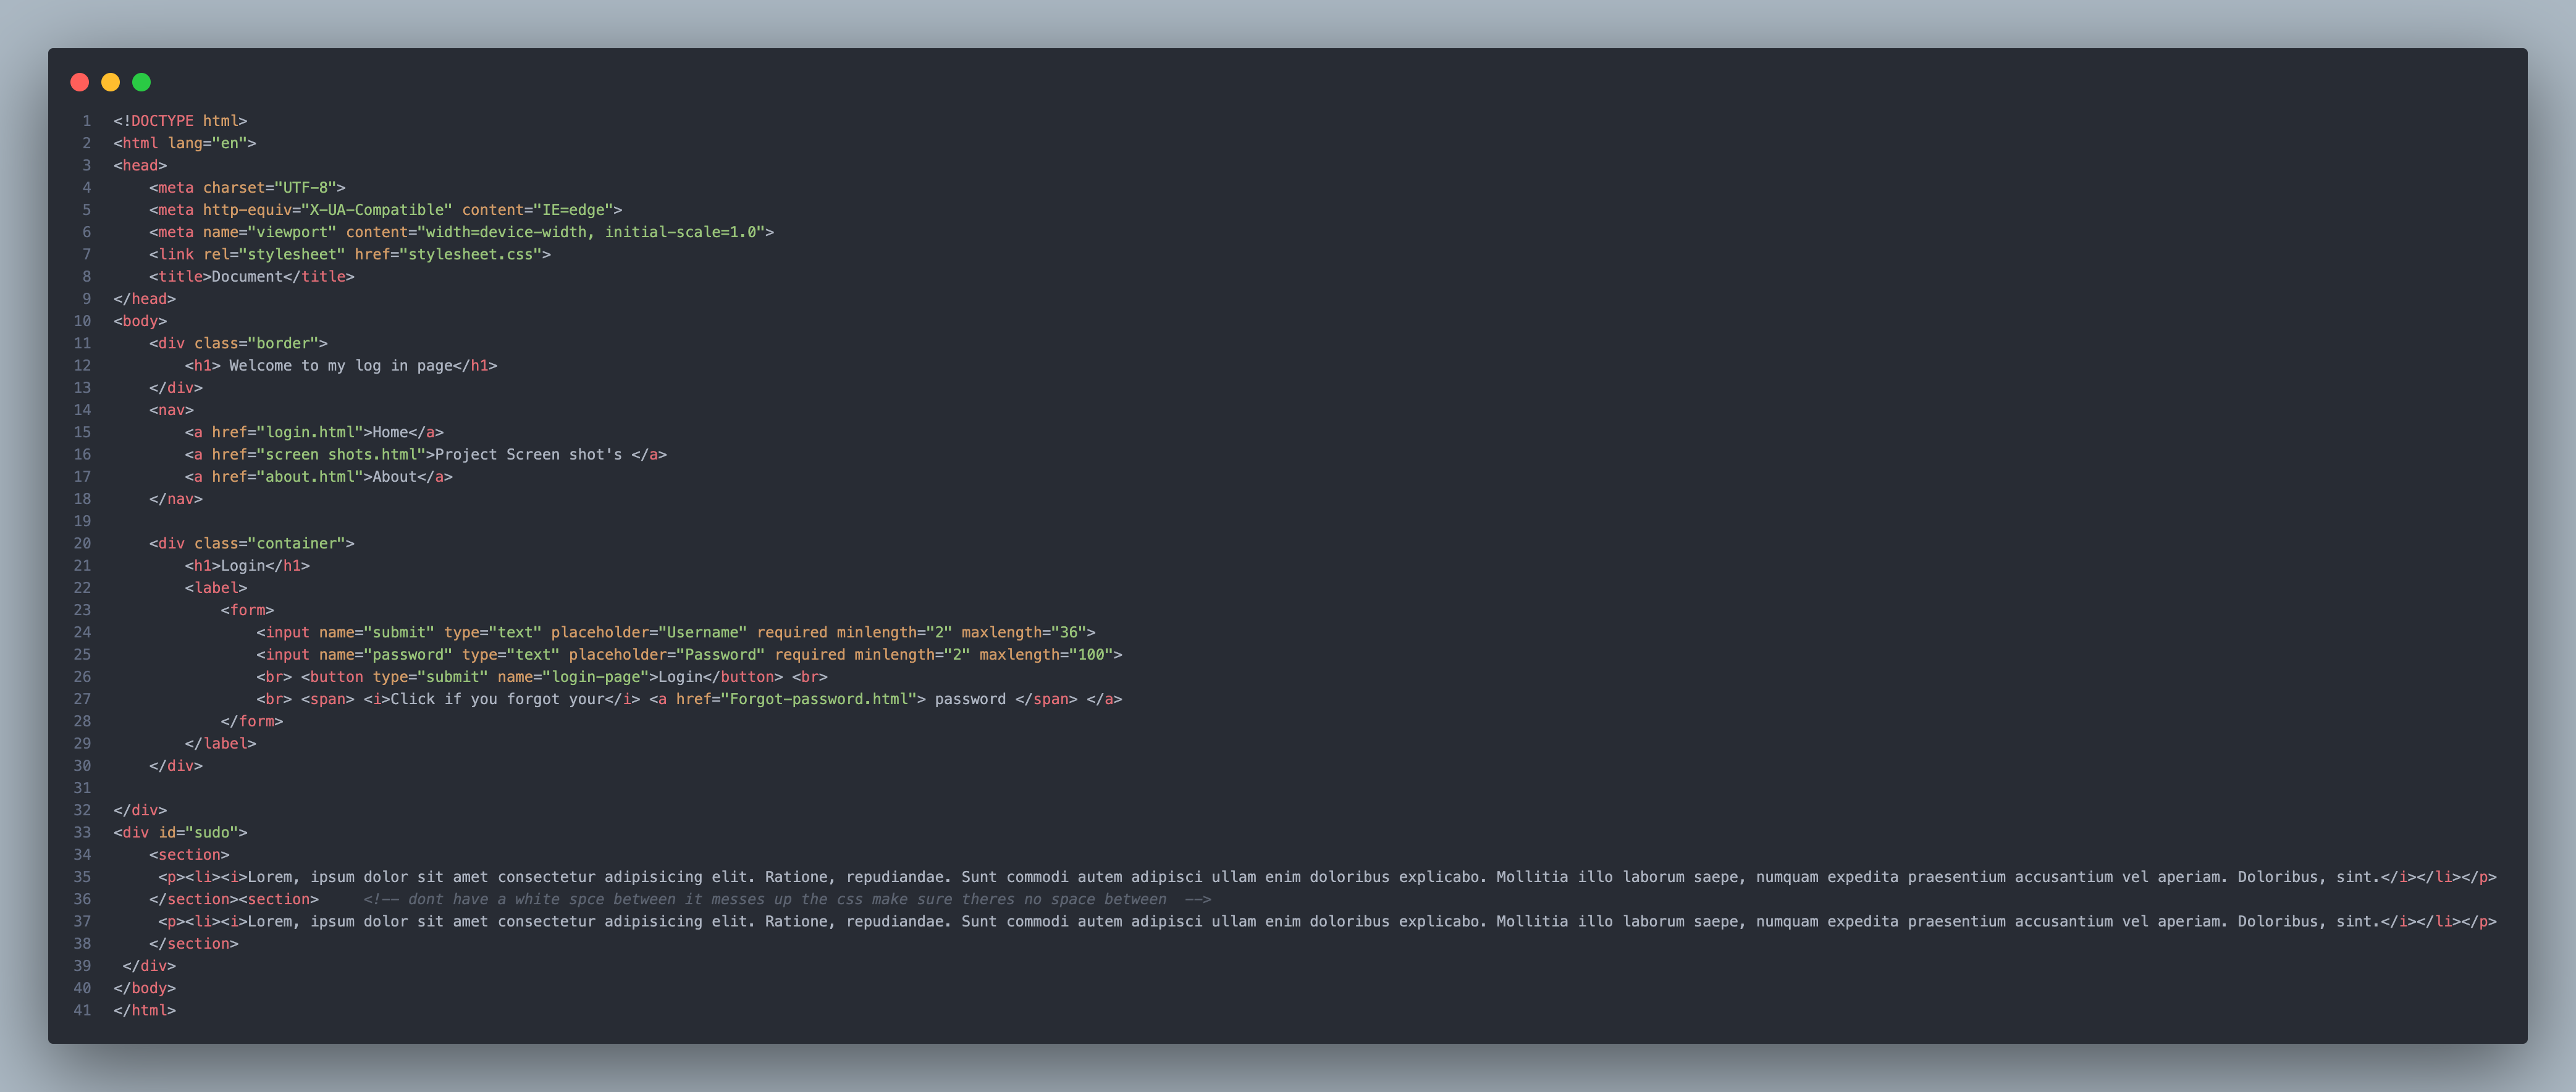 1 <!DOCTYPE html>
2 <html lang="en">
3 <head>
4     <meta charset="UTF-8">
5     <meta http-equiv="X-UA-Compatible" content="IE=edge">
6     <meta name="viewport" content="width=device-width, initial-scale=1.0">
7     <link rel="stylesheet" href="stylesheet.css">
8     <title>Document</title>
9 </head>
10 <body>
11     <div class="border">
12         <h1> Welcome to my log in page</h1>
13     </div>
14     <nav>
15         <a href="login.html">Home</a>
16         <a href="screen shots.html">Project Screen shot's </a>
17         <a href="about.html">About</a>
18     </nav>
19
20     <div class="container">
21         <h1>Login</h1>
22         <label>
23             <form>
24                 <input name="submit" type="text" placeholder="Username" required minlength="2" maxlength="36">
25                 <input name="password" type="text" placeholder="Password" required minlength="2" maxlength="100">
26                 <br> <button type="submit" name="login-page">Login</button> <br>
27                 <br> <span> <i>Click if you forgot your</i> <a href="Forgot-password.html"> password </span> </a>
28             </form>
29         </label>
30     </div>
31
32 </div>
33 <div id="sudo">
34     <section>
35      <p><li><i>Lorem, ipsum dolor sit amet consectetur adipisicing elit. Ratione, repudiandae. Sunt commodi autem adipisci ullam enim doloribus explicabo. Mollitia illo laborum saepe, numquam expedita praesentium accusantium vel aperiam. Doloribus, sint.</i></li></p>
36     </section><section>     <!-- dont have a white spce between it messes up the css make sure theres no space between  -->
37      <p><li><i>Lorem, ipsum dolor sit amet consectetur adipisicing elit. Ratione, repudiandae. Sunt commodi autem adipisci ullam enim doloribus explicabo. Mollitia illo laborum saepe, numquam expedita praesentium accusantium vel aperiam. Doloribus, sint.</i></li></p>
38     </section>
39  </div>
40 </body>
41 </html>